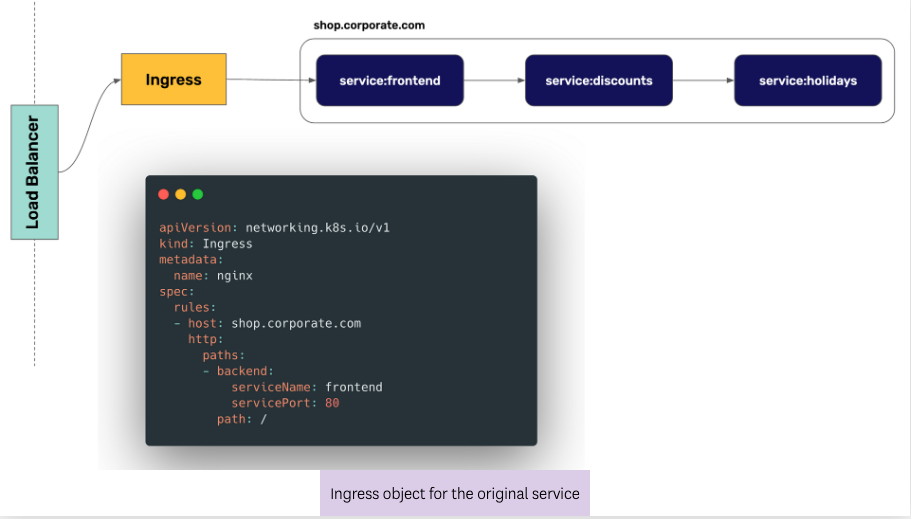 shop.corporate.com
Load Balancer
Ingress
service:frontend
service:discounts
service:holidays
apiVersion: networking.k8s.io/v1
kind: Ingress
metadata:
  name: nginx
spec:
  rules:
  - host: shop.corporate.com
    http:
      paths:
      - backend:
          serviceName: frontend
          servicePort: 80
        path: /
Ingress object for the original service